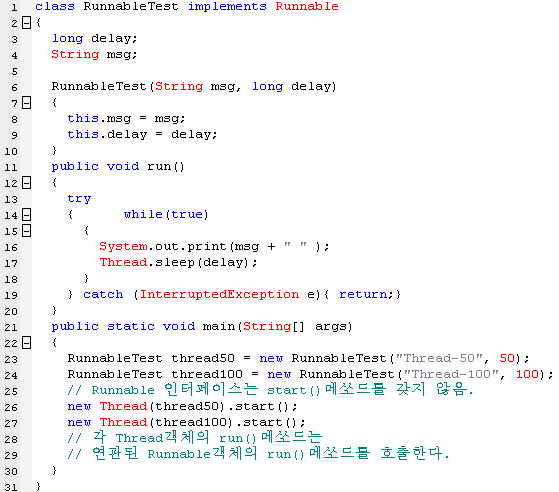 1 class RunnableTest implements Runnable
2 {
3 long delay;
4 String msg;
5
6 RunnableTest(String msg, long delay)
7 {
8 this.msg = msg;
9 this.delay = delay;
10 }
11 public void run()
12 {
13 try
14 { while(true)
15 {
16 System.out.print(msg + " " );
17 Thread.sleep(delay);
18 }
19 } catch (InterruptedException e){ return;}
20 }
21 public static void main(String[] args)
22 {
23 RunnableTest thread50 = new RunnableTest("Thread-50", 50);
24 RunnableTest thread100 = new RunnableTest("Thread-100", 100);
25 // Runnable 인터페이스는 start()메쏘드를 갖지 않음.
26 new Thread(thread50).start();
27 new Thread(thread100).start();
28 // 각 Thread객체의 run()메쏘드는
29 // 연관된 Runnable객체의 run()메쏘드를 호출한다.
30 }
31 }